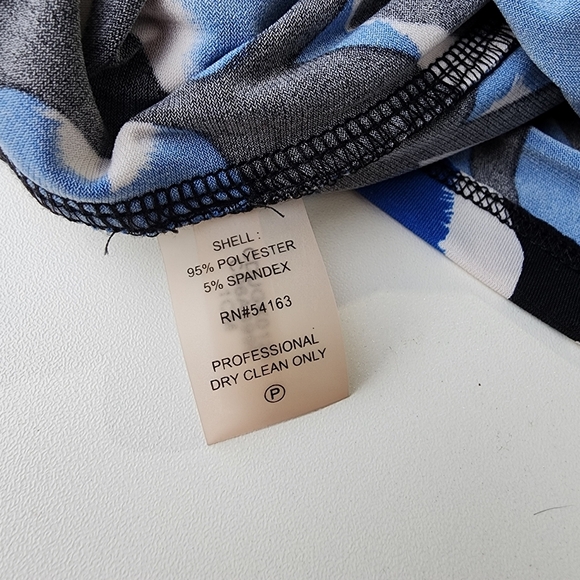 SHELL :
95% POLYESTER
5% SPANDEX
RN#54163
PROFESSIONAL
DRY CLEAN ONLY
P